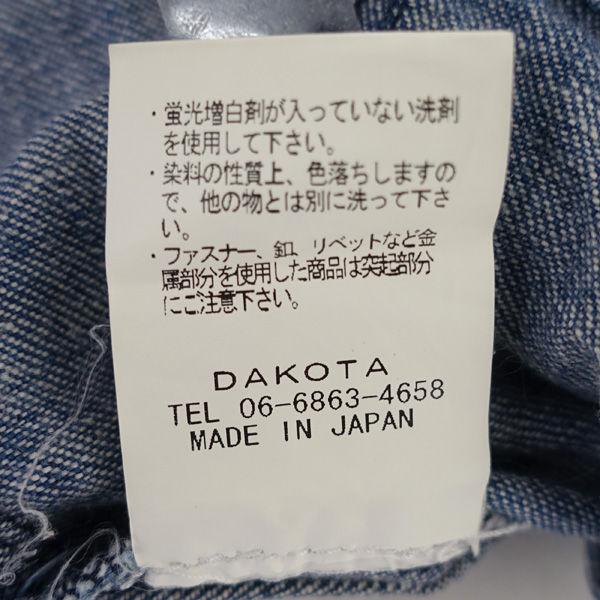 ・蛍光増白剤が入っていない洗剤
を使用して下さい。
・染料の性質上、色落ちしますの
で、他の物とは別に洗って下さ
い。
・ファスナー、釦、リベットなど金
属部分を使用した商品は突起部分
にご注意下さい。
DAKOTA
TEL 06-6863-4658
MADE IN JAPAN